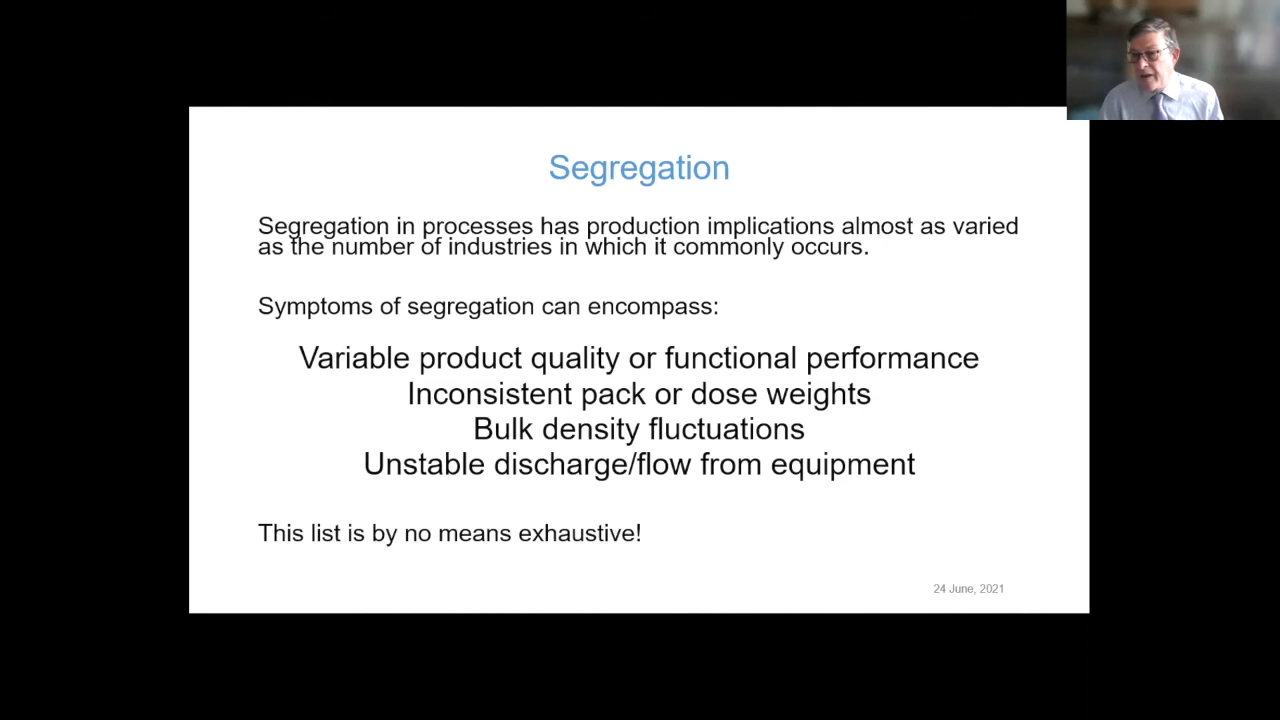 Segregation
Segregation in processes has production implications almost as varied
as the number of industries in which it commonly occurs.
Symptoms of segregation can encompass:
Variable product quality or functional performance
Inconsistent pack or dose weights
Bulk density fluctuations
Unstable discharge/flow from equipment
This list is by no means exhaustive!
24 June, 2021